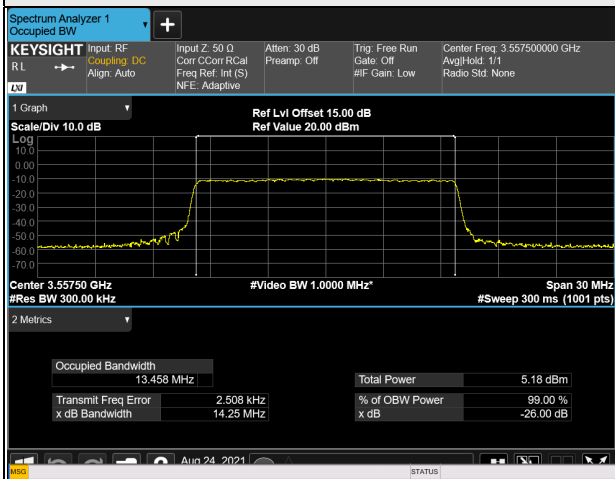 Spectrum Analyzer 1
Occupied BW
+
KEYSIGHT
R L
LXI
Input: RF
Coupling: DC
Align: Auto
Input Z: 50 Ω
Corr CCorr RCal
Freq Ref: Int (S)
NFE: Adaptive
Atten: 30 dB
Preamp: Off
Trig: Free Run
Gate: Off
#IF Gain: Low
Center Freq: 3.557500000 GHz
Avg|Hold: 1/1
Radio Std: None
1 Graph
Scale/Div 10.0 dB
Ref Lvl Offset 15.00 dB
Ref Value 20.00 dBm
Log
10.0
0.00
-10.0
-20.0
-30.0
-40.0
-50.0
-60.0
-70.0
Center 3.55750 GHz
#Video BW 1.0000 MHz*
Span 30 MHz
#Res BW 300.00 kHz
#Sweep 300 ms (1001 pts)
2 Metrics
Occupied Bandwidth
13.458 MHz
Total Power 5.18 dBm
Transmit Freq Error 2.508 kHz
% of OBW Power 99.00 %
x dB Bandwidth 14.25 MHz
x dB -26.00 dB
Aug 24, 2021
MSG
STATUS